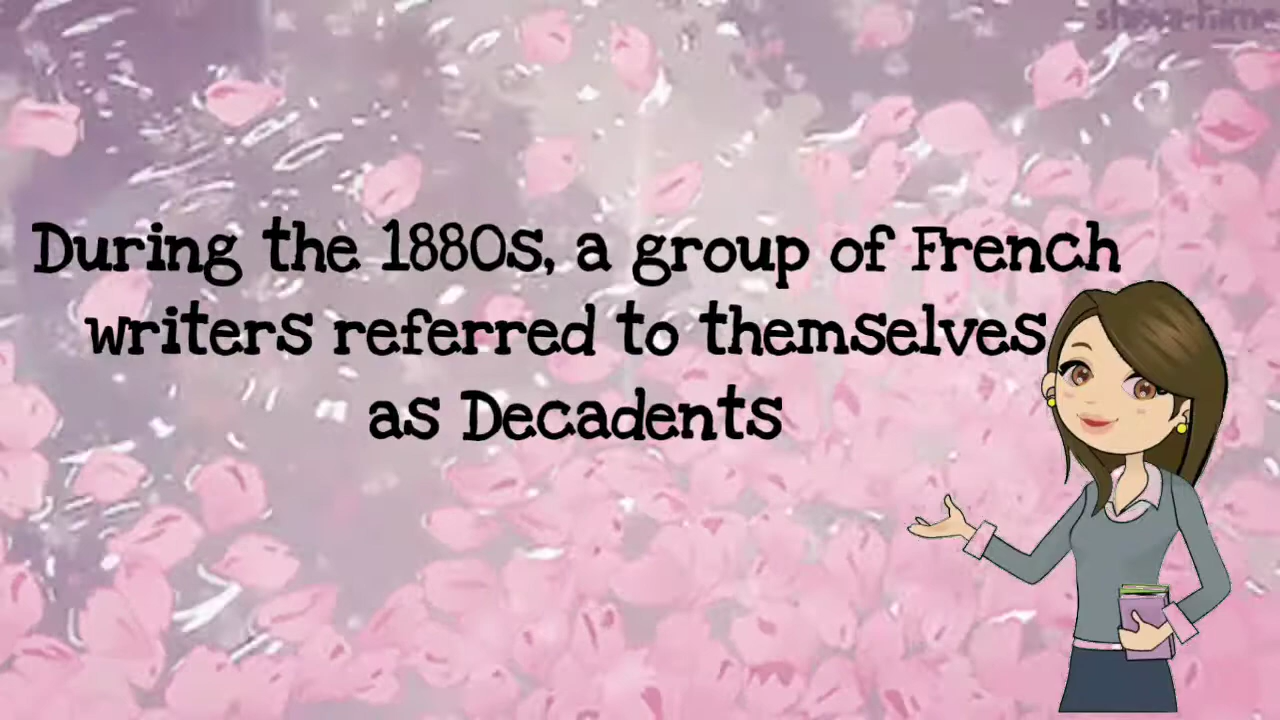 During the 1880s, a group of French
writers referred to themselves
as Decadents